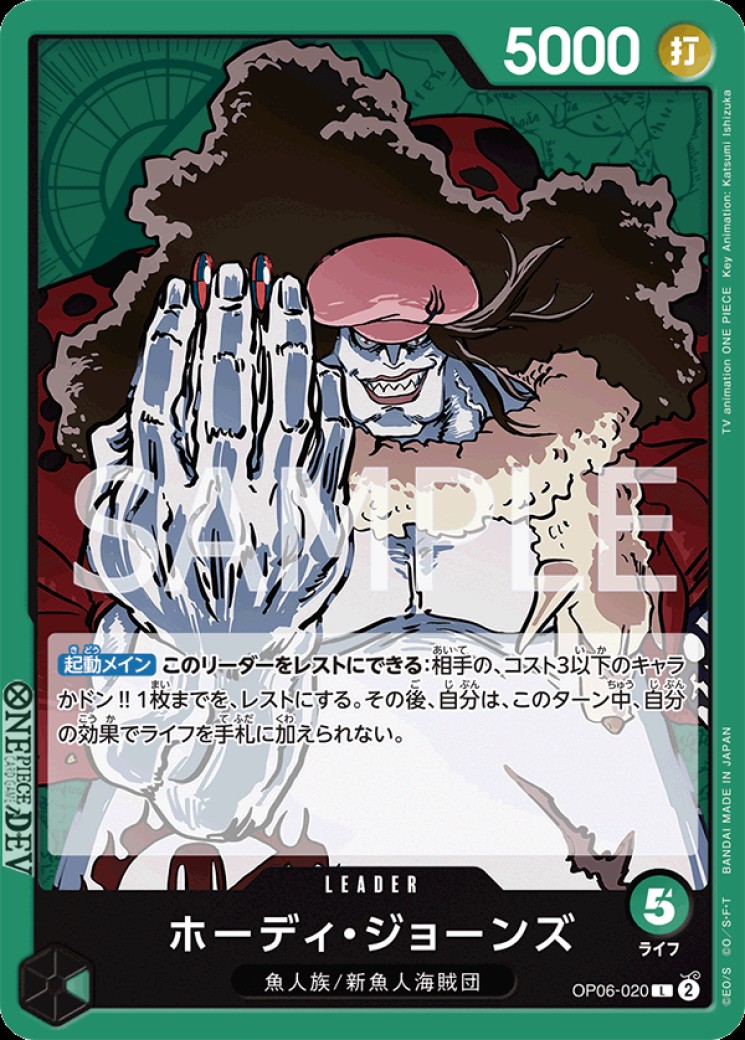 5000 打
TV animation ONE PIECE Key Animation: Katsumi Ishizuka
SAMPLE
起動メイン このリーダーをレストにできる:相手の、コスト3以下のキャラ
かドン!! 1枚までを、レストにする。その後、自分は、このターン中、自分
の効果でライフを手札に加えられない。
ONE PIECE
CARD GAME
DEV
BANDAI MADE IN JAPAN
©EO/S ©O/S・F・T
LEADER
5
ライフ
ホーディ・ジョーンズ
魚人族/新魚人海賊団
OP06-020 L 2